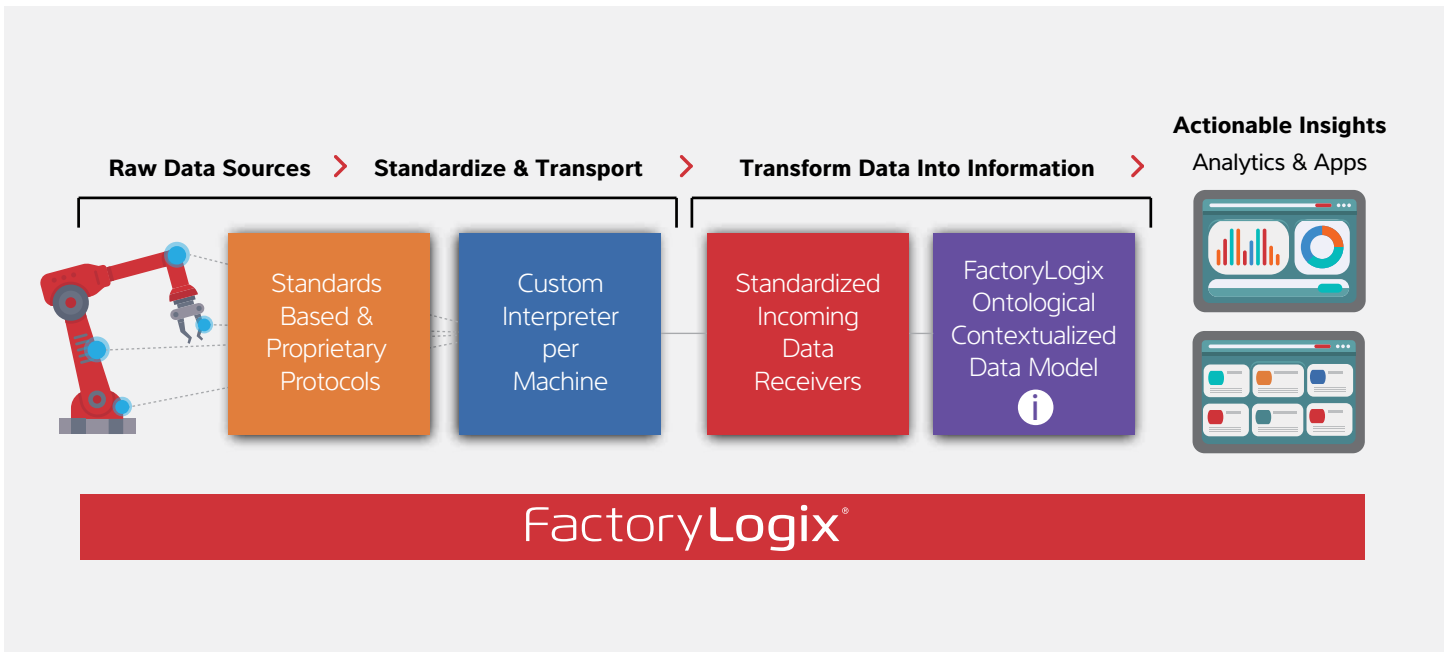 Actionable Insights
Analytics & Apps
Raw Data Sources > Standardize & Transport > Transform Data Into Information >
Standards
Based &
Proprietary
Protocols
Custom
Interpreter
per
Machine
Standardized
Incoming
Data
Receivers
FactoryLogix
Ontological
Contextualized
Data Model
i
FactoryLogix®